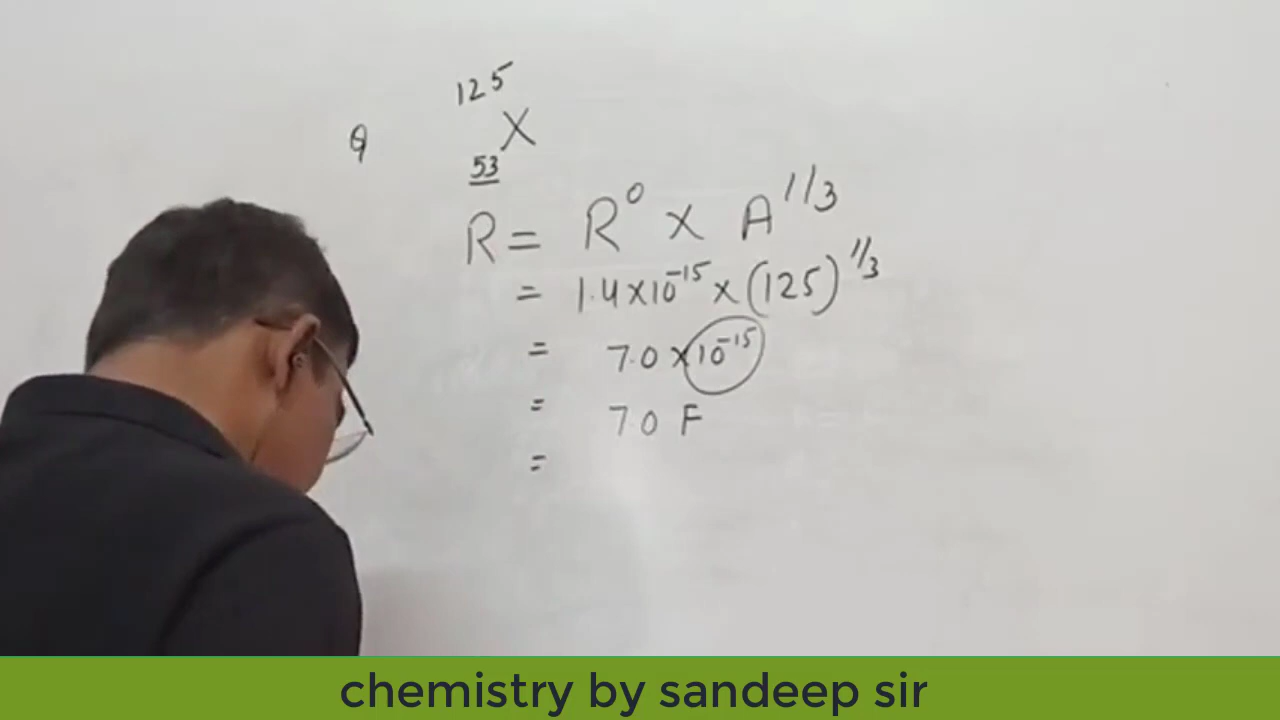 125
Q X
53
R = R⁰ × A^1/3
= 1.4×10⁻¹⁵ × (125)^1/3
= 7.0 ×10⁻¹⁵
= 7.0 F
=
chemistry by sandeep sir